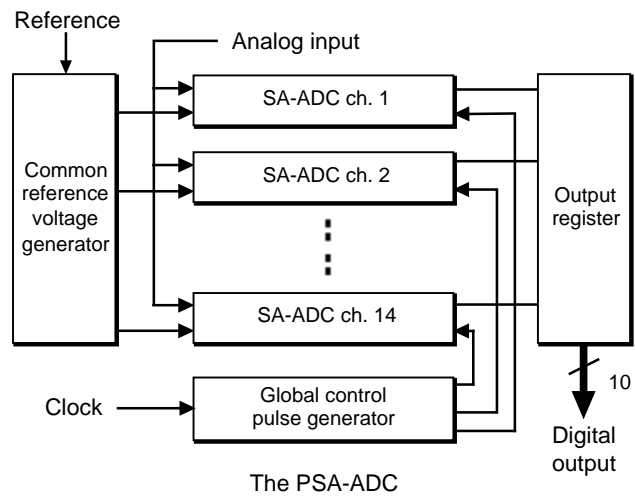 Reference
Analog input
SA-ADC ch. 1
Common
reference
voltage
generator
SA-ADC ch. 2
Output
register
SA-ADC ch. 14
Clock
Global control
pulse generator
10
Digital
output
The PSA-ADC